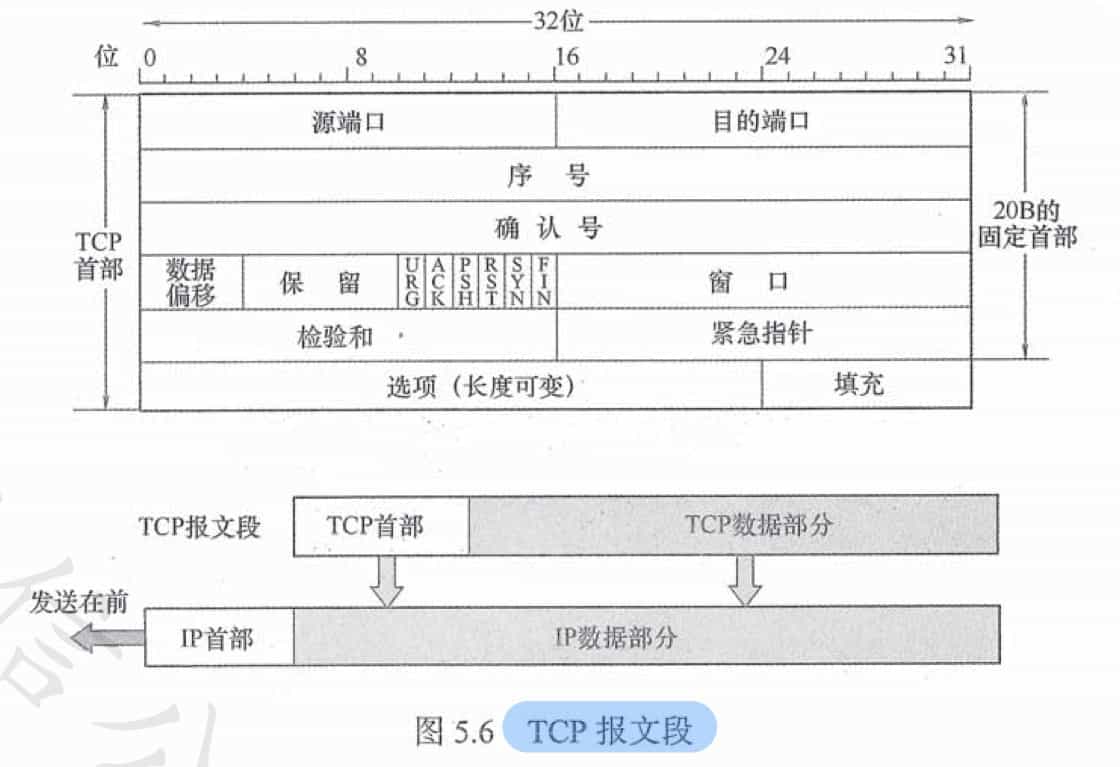 32位
位 0 8 16 24 31
源端口 目的端口
序 号
确 认 号
20B的
固定首部
TCP
首部
数据
偏移
保 留
URG
ACK
PSH
RST
SYN
FIN
窗 口
检验和
紧急指针
选项（长度可变）
填充
TCP报文段 TCP首部 TCP数据部分
发送在前
IP首部 IP数据部分
图 5.6 TCP 报文段